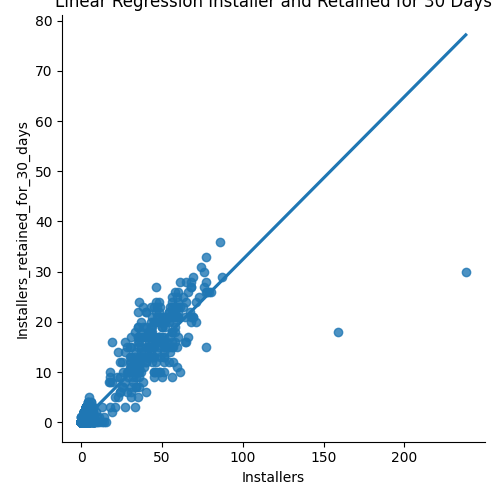 Linear Regression Installer and Retained for 30 Days
80
70
60
50
40
30
20
10
0
Installers_retained_for_30_days
0 50 100 150 200
Installers